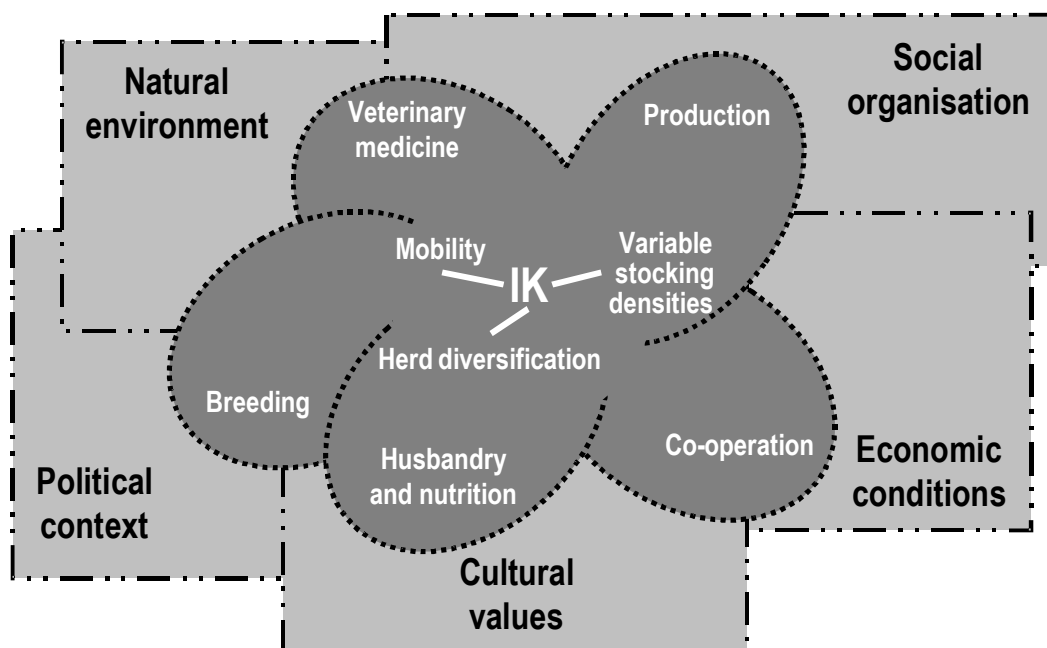 Natural
environment
Social
organisation
Veterinary
medicine
Production
Mobility
IK
Variable
stocking
densities
Herd diversification
Breeding
Husbandry
and nutrition
Co-operation
Political
context
Economic
conditions
Cultural
values